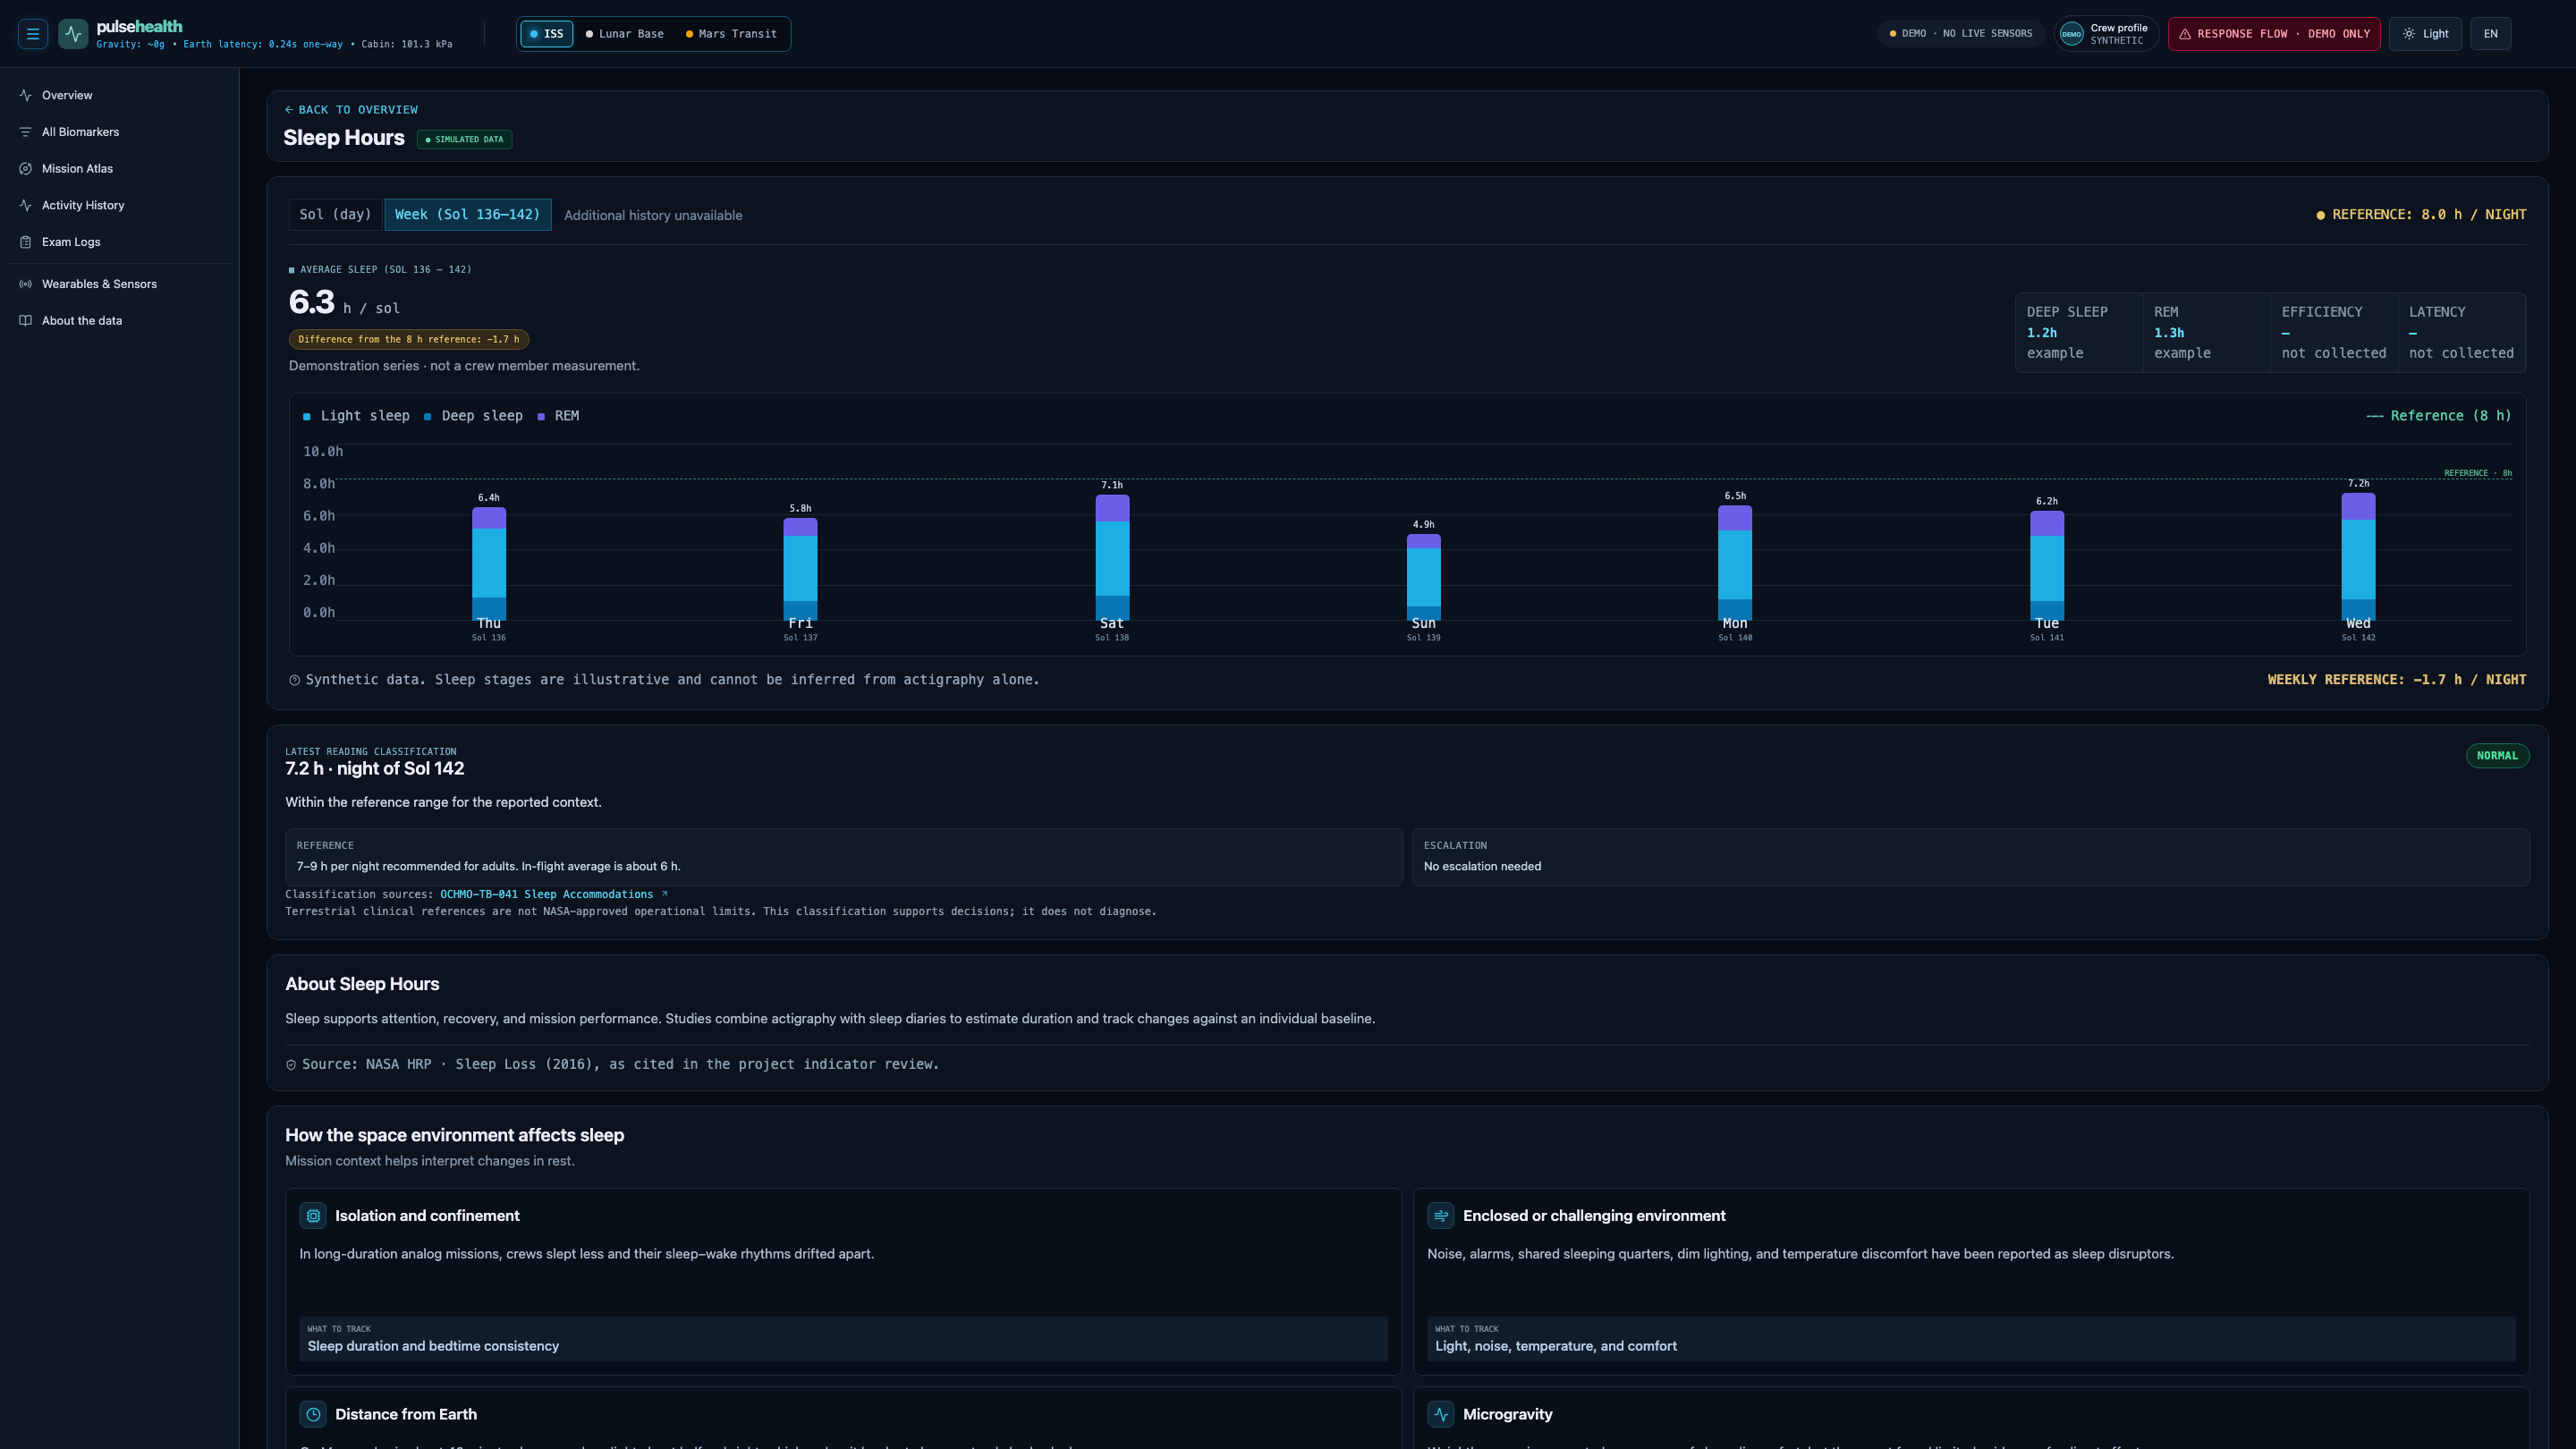 pulsehealth
Gravity: ~0g • Earth latency: 0.24s one-way • Cabin: 101.3 kPa
ISS
Lunar Base
Mars Transit
DEMO · NO LIVE SENSORS
DEMO
Crew profile
SYNTHETIC
RESPONSE FLOW · DEMO ONLY
Light
EN
Overview
All Biomarkers
Mission Atlas
Activity History
Exam Logs
Wearables & Sensors
About the data
← BACK TO OVERVIEW
Sleep Hours
SIMULATED DATA
Sol (day)
Week (Sol 136–142)
Additional history unavailable
REFERENCE: 8.0 h / NIGHT
AVERAGE SLEEP (SOL 136 – 142)
6.3 h / sol
Difference from the 8 h reference: −1.7 h
Demonstration series · not a crew member measurement.
DEEP SLEEP
1.2h
example
REM
1.3h
example
EFFICIENCY
—
not collected
LATENCY
—
not collected
Light sleep
Deep sleep
REM
Reference (8 h)
10.0h
8.0h
6.0h
4.0h
2.0h
0.0h
REFERENCE · 8h
6.4h
5.8h
7.1h
4.9h
6.5h
6.2h
7.2h
Thu
Sol 136
Fri
Sol 137
Sat
Sol 138
Sun
Sol 139
Mon
Sol 140
Tue
Sol 141
Wed
Sol 142
Synthetic data. Sleep stages are illustrative and cannot be inferred from actigraphy alone.
WEEKLY REFERENCE: −1.7 h / NIGHT
LATEST READING CLASSIFICATION
7.2 h · night of Sol 142
NORMAL
Within the reference range for the reported context.
REFERENCE
7–9 h per night recommended for adults. In-flight average is about 6 h.
ESCALATION
No escalation needed
Classification sources: OCHMO-TB-041 Sleep Accommodations ↗
Terrestrial clinical references are not NASA-approved operational limits. This classification supports decisions; it does not diagnose.
About Sleep Hours
Sleep supports attention, recovery, and mission performance. Studies combine actigraphy with sleep diaries to estimate duration and track changes against an individual baseline.
Source: NASA HRP · Sleep Loss (2016), as cited in the project indicator review.
How the space environment affects sleep
Mission context helps interpret changes in rest.
Isolation and confinement
In long-duration analog missions, crews slept less and their sleep–wake rhythms drifted apart.
WHAT TO TRACK
Sleep duration and bedtime consistency
Enclosed or challenging environment
Noise, alarms, shared sleeping quarters, dim lighting, and temperature discomfort have been reported as sleep disruptors.
WHAT TO TRACK
Light, noise, temperature, and comfort
Distance from Earth
Microgravity